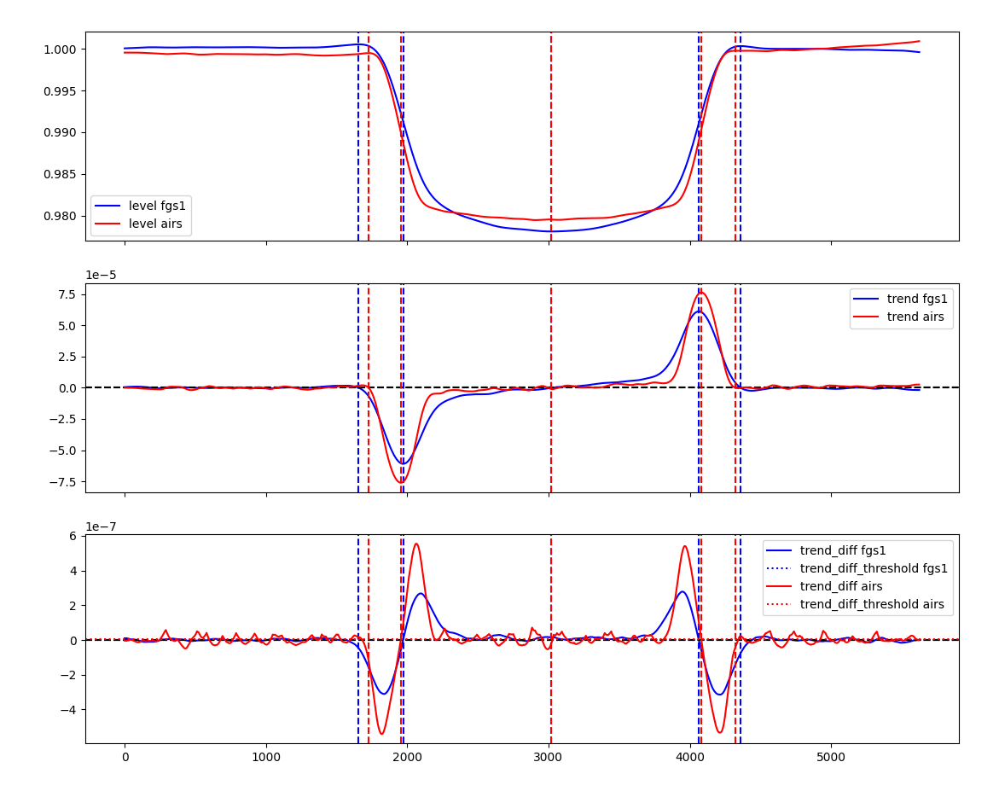 1.000
0.995
0.990
0.985
0.980
level fgs1
level airs
1e−5
7.5
5.0
2.5
0.0
−2.5
−5.0
−7.5
trend fgs1
trend airs
1e−7
6
4
2
0
−2
−4
trend_diff fgs1
trend_diff_threshold fgs1
trend_diff airs
trend_diff_threshold airs
0 1000 2000 3000 4000 5000